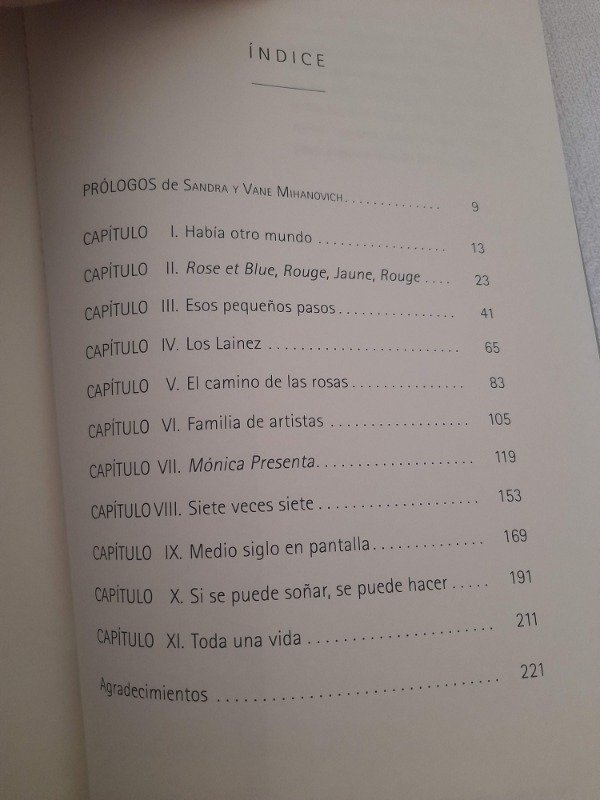 ÍNDICE
PRÓLOGOS de SANDRA Y VANE MIHANOVICH.............. 9
CAPÍTULO I. Había otro mundo .................. 13
CAPÍTULO II. Rose et Blue, Rouge, Jaune, Rouge .... 23
CAPÍTULO III. Esos pequeños pasos................ 41
CAPÍTULO IV. Los Lainez ........................ 65
CAPÍTULO V. El camino de las rosas.............. 83
CAPÍTULO VI. Familia de artistas ................. 105
CAPÍTULO VII. Mónica Presenta................... 119
CAPÍTULO VIII. Siete veces siete ................... 153
CAPÍTULO IX. Medio siglo en pantalla............. 169
CAPÍTULO X. Si se puede soñar, se puede hacer ..... 191
CAPÍTULO XI. Toda una vida ...................... 211
Agradecimientos ................................ 221